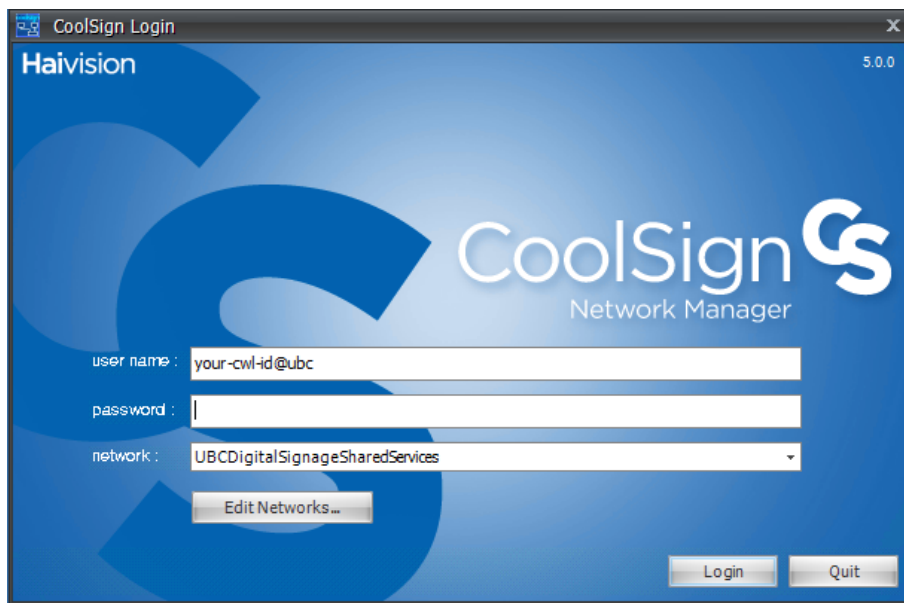 CoolSign Login
Haivision
5.0.0
CoolSign CS
Network Manager
user name :
your-cwl-id@ubc
password :
network :
UBCDigitalSignageSharedServices
Edit Networks...
Login
Quit